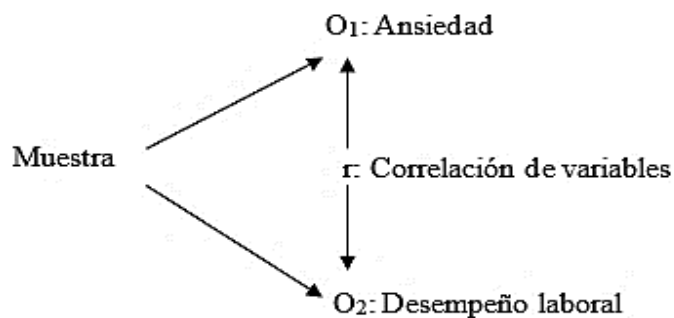 O1: Ansiedad
Muestra
r: Correlación de variables
O2: Desempeño laboral